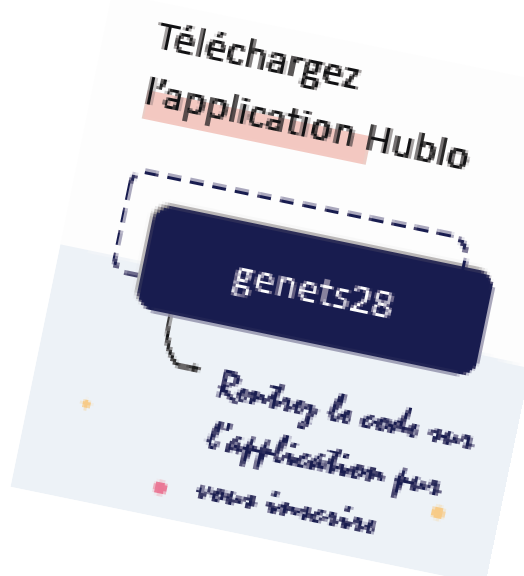 Téléchargez
l'application Hublo
genets28
Rentrez le code sur
l'application pour
vous inscrire